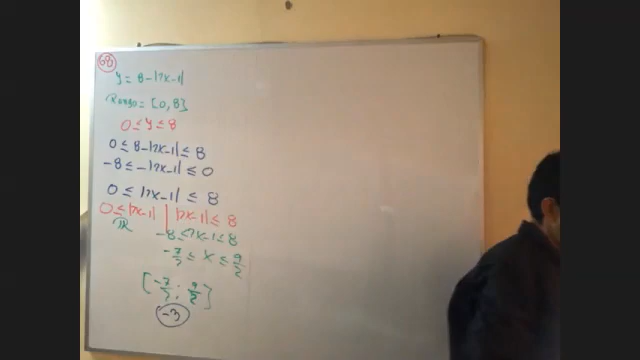 68
y = 8 - |2x-1|
Rango = [0,8]
0 ≤ y ≤ 8
0 ≤ 8-|2x-1| ≤ 8
-8 ≤ -|2x-1| ≤ 0
0 ≤ |2x-1| ≤ 8
0 ≤ |2x-1| | |2x-1| ≤ 8
ℝ -8 ≤ 2x-1 ≤ 8
-7/2 ≤ x ≤ 9/2
[-7/2 ; 9/2]
-3